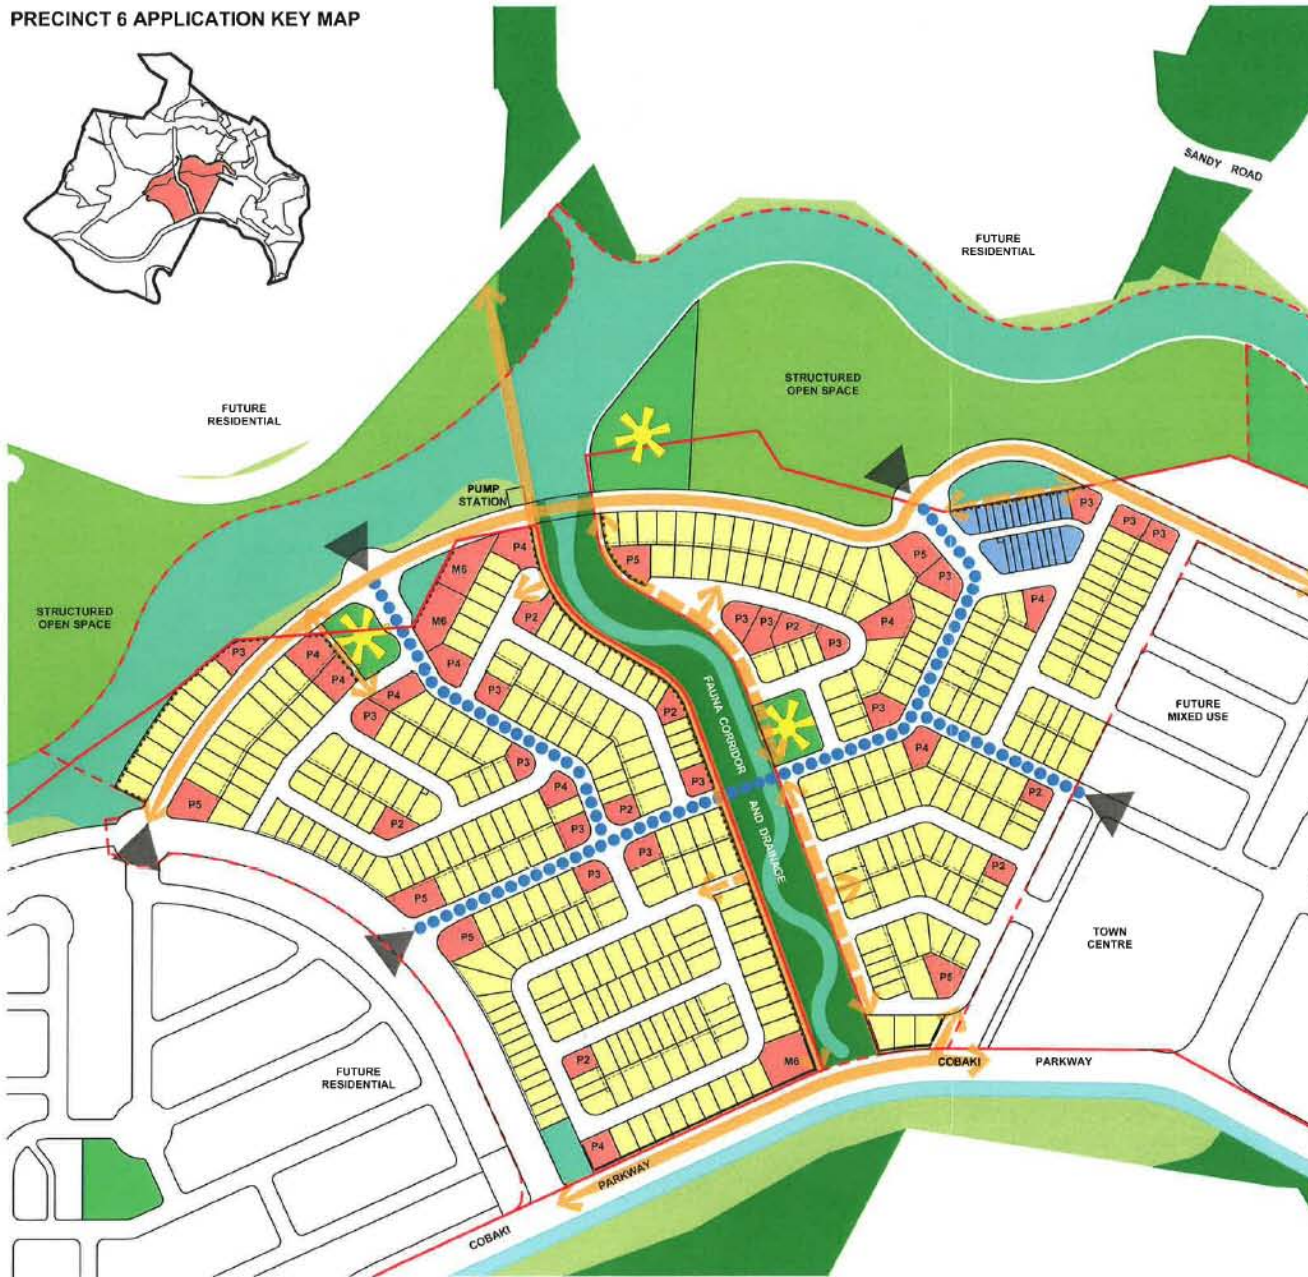 PRECINCT 6 APPLICATION KEY MAP
SANDY ROAD
FUTURE
RESIDENTIAL
STRUCTURED
OPEN SPACE
FUTURE
RESIDENTIAL
PUMP
STATION
P3
P3
P3
P4
M6
P5
P5
P3
STRUCTURED
OPEN SPACE
M6
P2
P3
P3
P2
P3
P4
P4
P3
P4
P4
P4
P4
P3
P3
P2
P3
FUTURE
MIXED USE
FAUNA CORRIDOR
AND DRAINAGE
P4
P3
P3
P4
P2
P5
P2
P2
P3
P3
P3
P2
P5
P5
TOWN
CENTRE
P5
FUTURE
RESIDENTIAL
P2
M6
COBAKI
PARKWAY
P4
PARKWAY
COBAKI